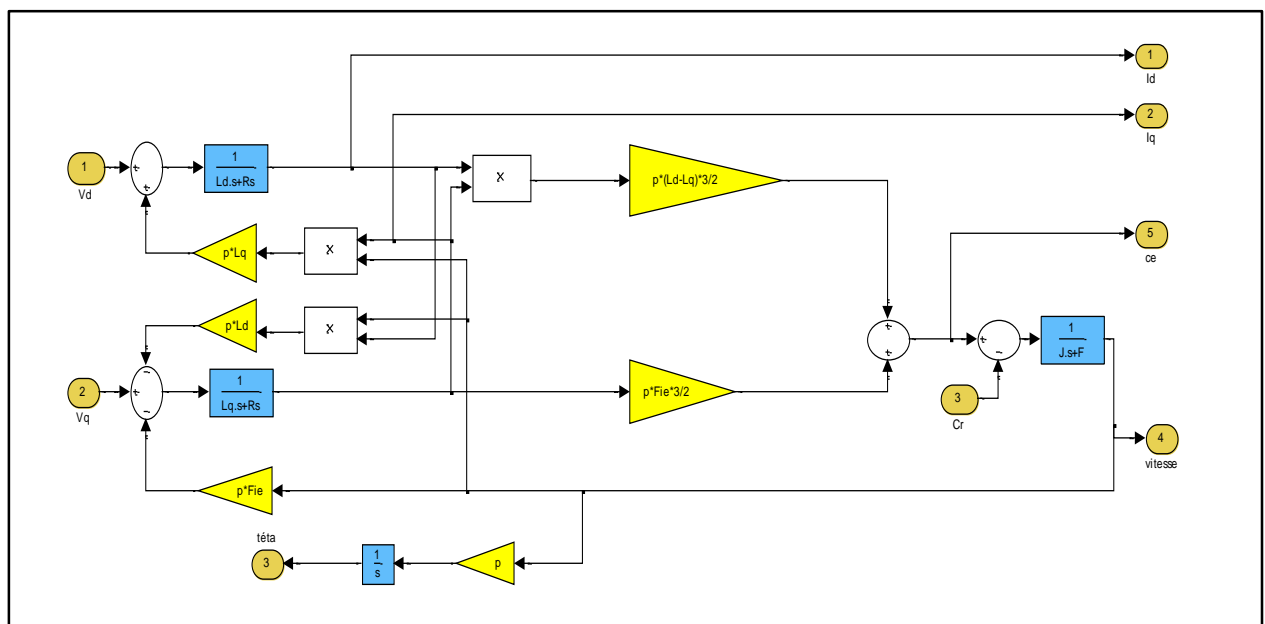 1
Id
2
Iq
1
Vd
+
+
1
Ld.s+Rs
X
p*(Ld-Lq)*3/2
p*Lq
X
5
ce
p*Ld
X
+
+
+
-
1
J.s+F
2
Vq
-
+
-
1
Lq.s+Rs
p*Fie*3/2
3
Cr
4
vitesse
p*Fie
téta
3
1
s
p